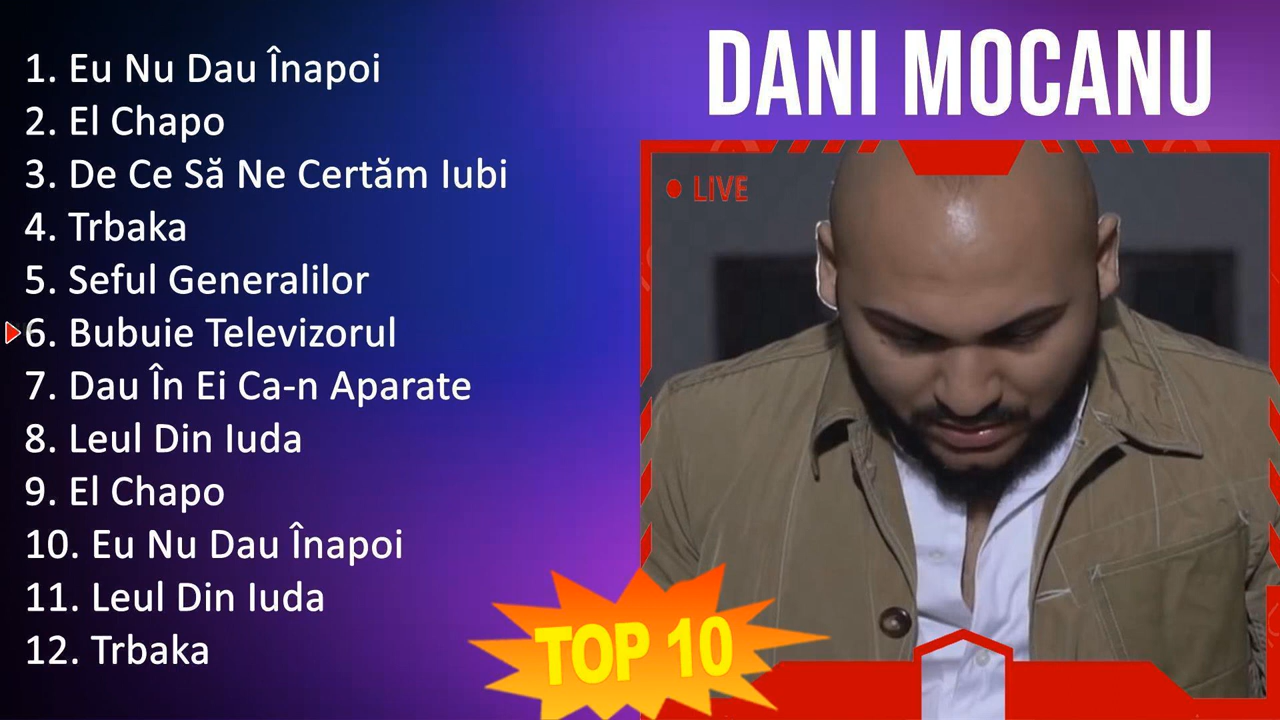 DANI MOCANU
1. Eu Nu Dau Înapoi
2. El Chapo
3. De Ce Să Ne Certăm Iubi
4. Trbaka
5. Seful Generalilor
6. Bubuie Televizorul
7. Dau În Ei Ca-n Aparate
8. Leul Din Iuda
9. El Chapo
10. Eu Nu Dau Înapoi
11. Leul Din Iuda
12. Trbaka
LIVE
TOP 10